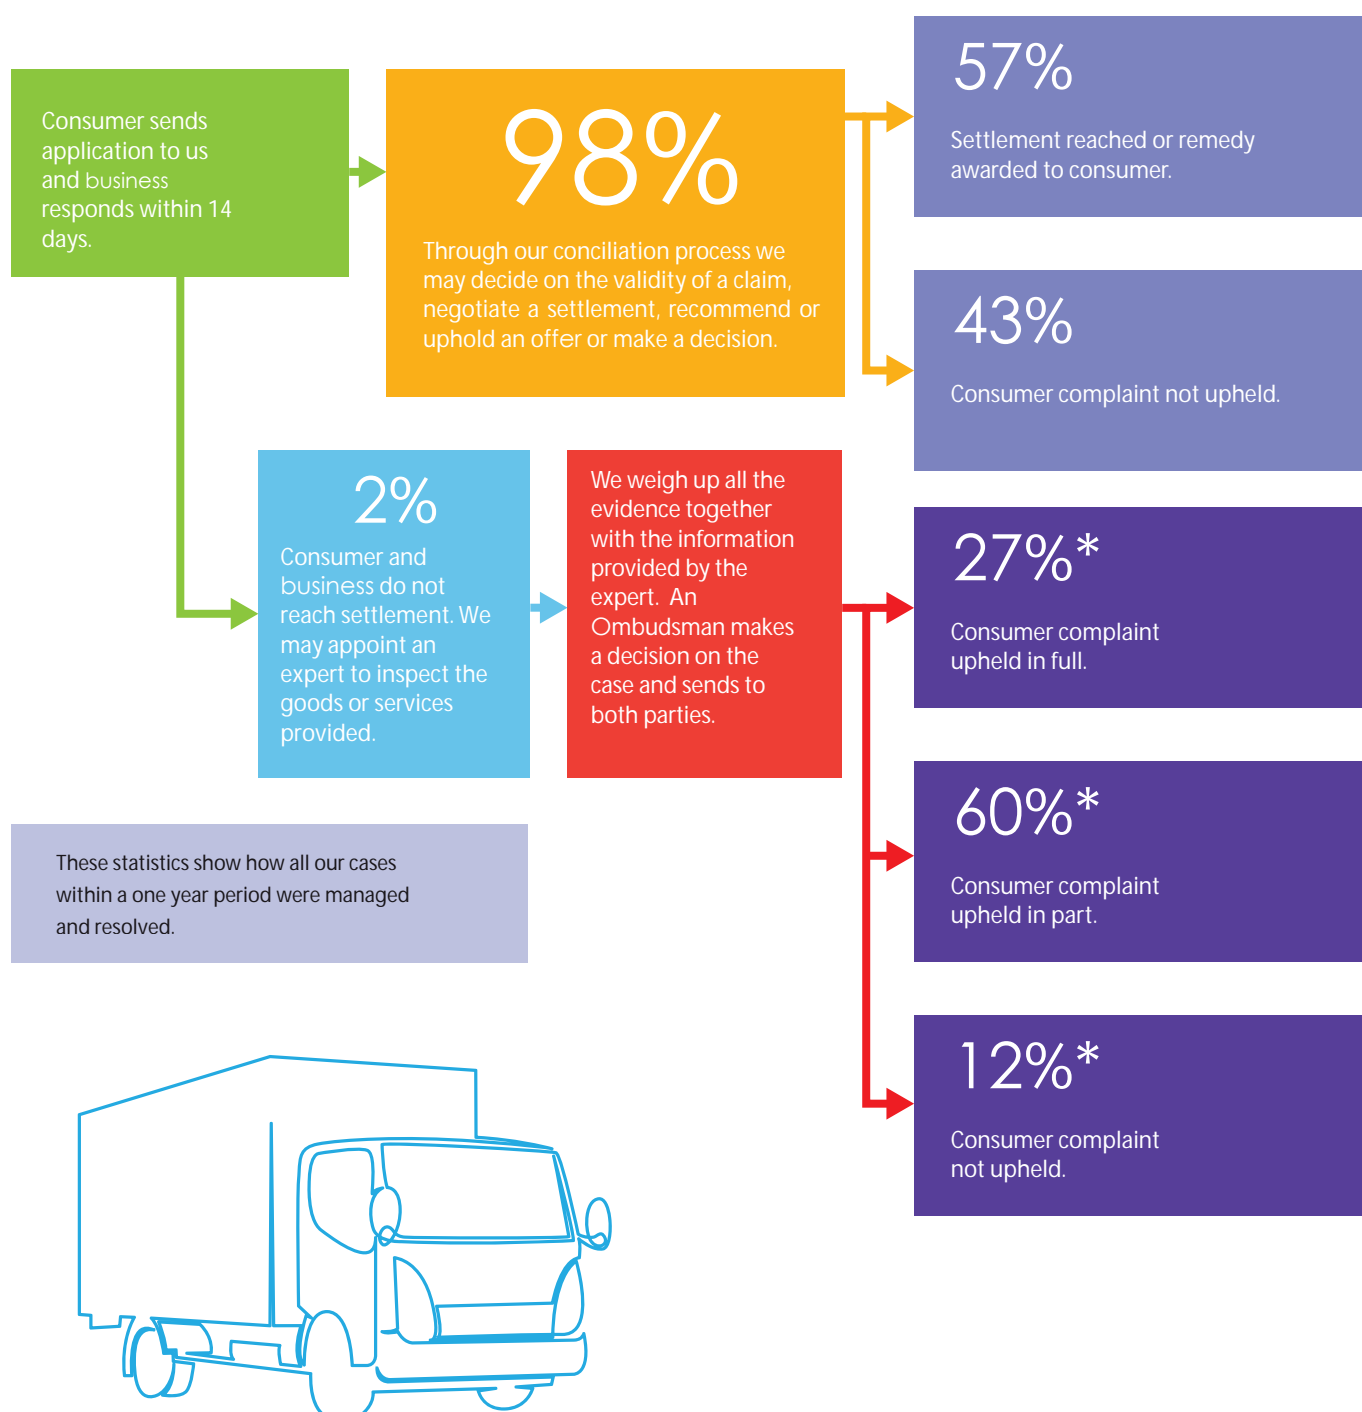 Consumer sends
application to us
and business
responds within 14
days.
98%
Through our conciliation process we
may decide on the validity of a claim,
negotiate a settlement, recommend or
uphold an offer or make a decision.
57%
Settlement reached or remedy
awarded to consumer.
43%
Consumer complaint not upheld.
2%
Consumer and
business do not
reach settlement. We
may appoint an
expert to inspect the
goods or services
provided.
We weigh up all the
evidence together
with the information
provided by the
expert. An
Ombudsman makes
a decision on the
case and sends to
both parties.
27%*
Consumer complaint
upheld in full.
60%*
Consumer complaint
upheld in part.
12%*
Consumer complaint
not upheld.
These statistics show how all our cases
within a one year period were managed
and resolved.